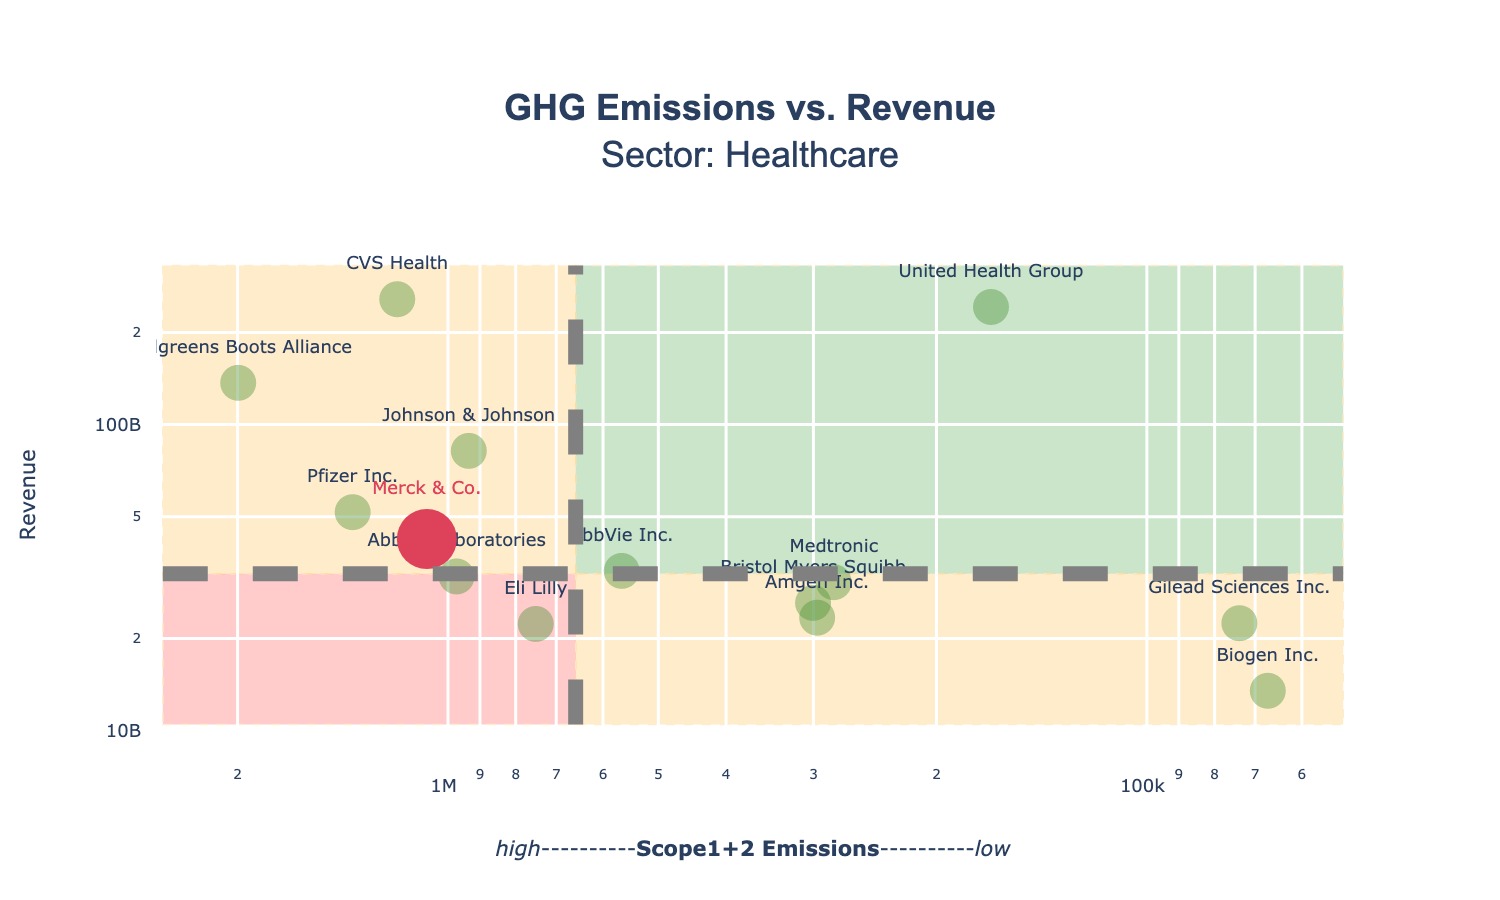 GHG Emissions vs. Revenue
Sector: Healthcare
CVS Health
United Health Group
2
lgreens Boots Alliance
Johnson & Johnson
100B
Pfizer Inc.
Merck & Co.
5
Revenue
bbVie Inc.
Medtronic
Bristol Myers Squibb
Amgen Inc.
Eli Lilly
Gilead Sciences Inc.
2
Biogen Inc.
10B
2 1M 9 8 7 6 5 4 3 2 100k 9 8 7 6
high----------Scope1+2 Emissions----------low